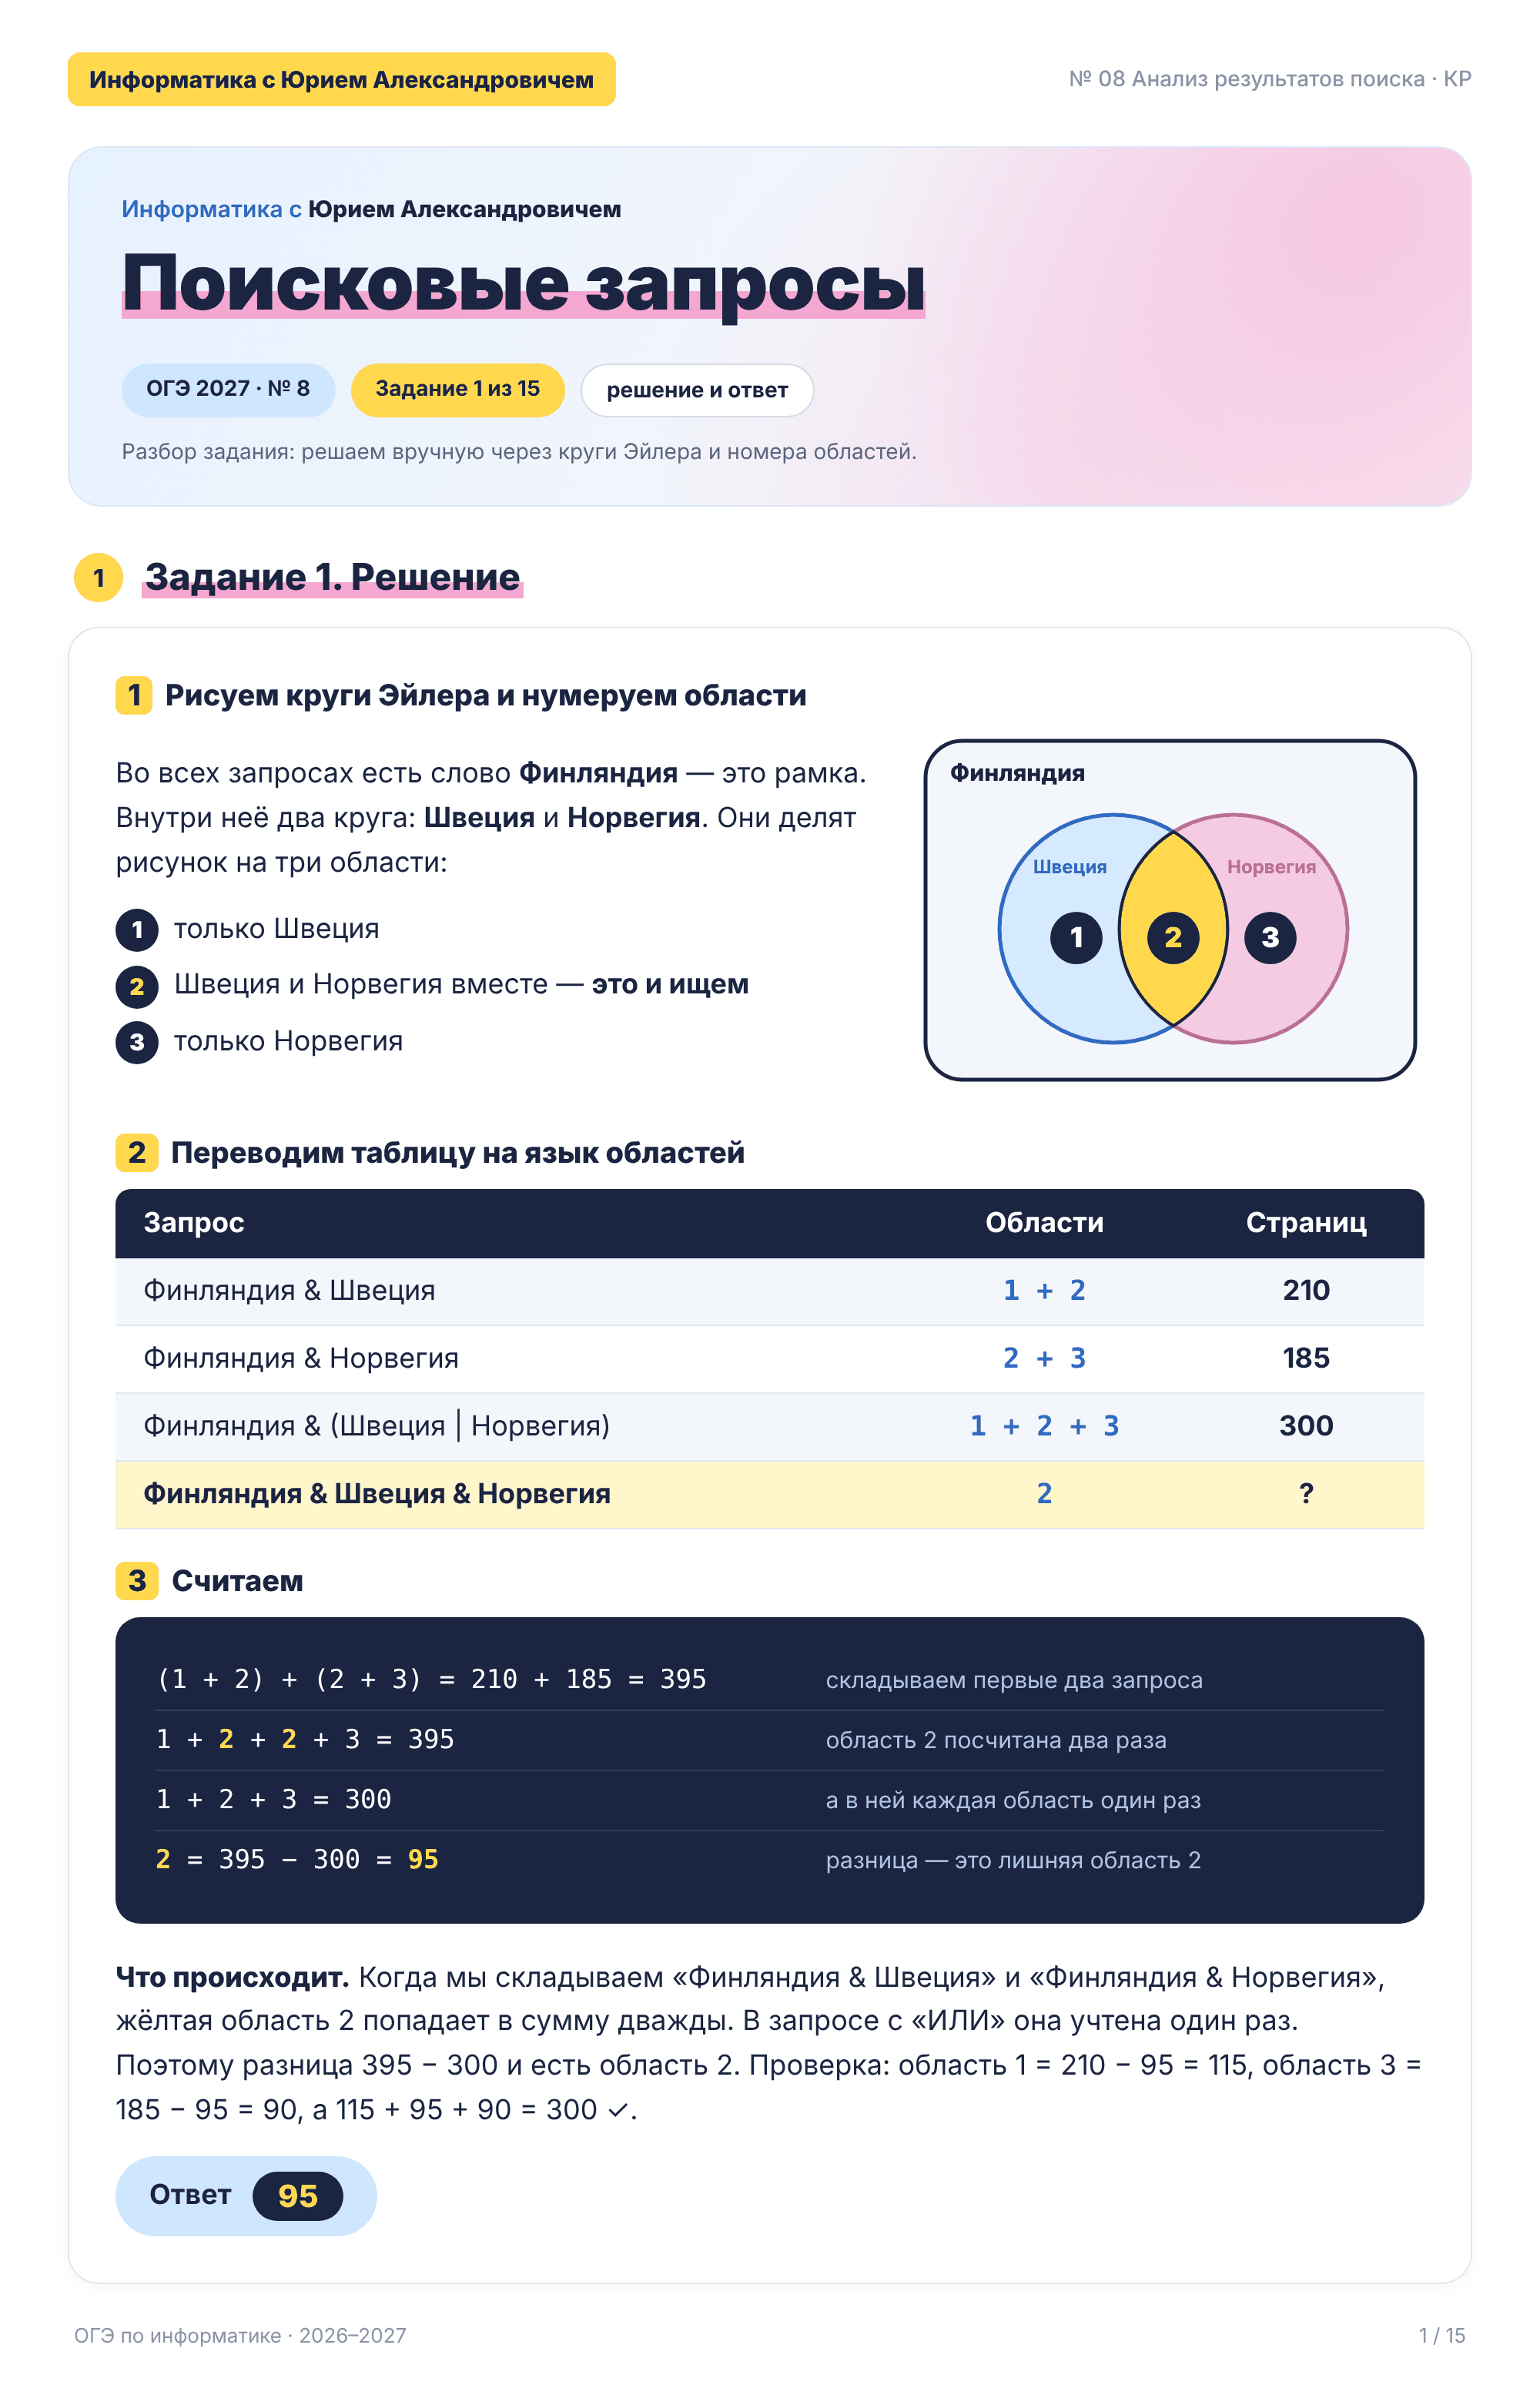 Информатика с Юрием Александровичем
№ 08 Анализ результатов поиска · КР
Информатика с Юрием Александровичем
Поисковые запросы
ОГЭ 2027 · № 8
Задание 1 из 15
решение и ответ
Разбор задания: решаем вручную через круги Эйлера и номера областей.
1 Задание 1. Решение
1 Рисуем круги Эйлера и нумеруем области
Во всех запросах есть слово Финляндия — это рамка.
Внутри неё два круга: Швеция и Норвегия. Они делят
рисунок на три области:
1 только Швеция
2 Швеция и Норвегия вместе — это и ищем
3 только Норвегия
Финляндия
Швеция Норвегия
1 2 3
2 Переводим таблицу на язык областей
Запрос Области Страниц
Финляндия & Швеция 1 + 2 210
Финляндия & Норвегия 2 + 3 185
Финляндия & (Швеция | Норвегия) 1 + 2 + 3 300
Финляндия & Швеция & Норвегия 2 ?
3 Считаем
(1 + 2) + (2 + 3) = 210 + 185 = 395 складываем первые два запроса
1 + 2 + 2 + 3 = 395 область 2 посчитана два раза
1 + 2 + 3 = 300 а в ней каждая область один раз
2 = 395 − 300 = 95 разница — это лишняя область 2
Что происходит. Когда мы складываем «Финляндия & Швеция» и «Финляндия & Норвегия»,
жёлтая область 2 попадает в сумму дважды. В запросе с «ИЛИ» она учтена один раз.
Поэтому разница 395 − 300 и есть область 2. Проверка: область 1 = 210 − 95 = 115, область 3 =
185 − 95 = 90, а 115 + 95 + 90 = 300 ✓.
Ответ 95
ОГЭ по информатике · 2026–2027
1 / 15